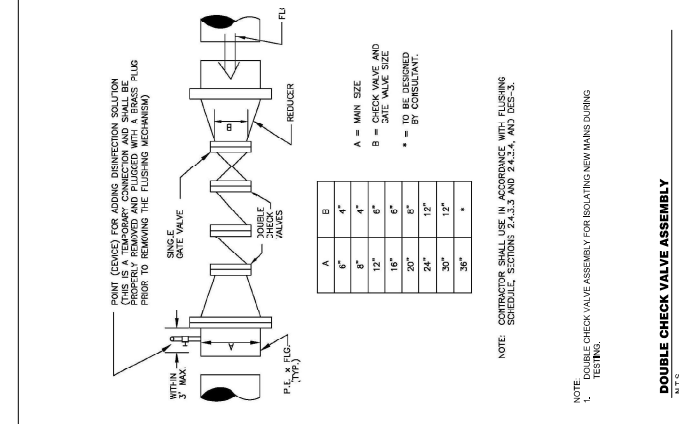 POINT (DEVICE) FOR ADDING DISINFECTION SOLUTION
(THIS IS A TEMPORARY CONNECTION AND SHALL BE
PROPERLY REMOVED AND PLUGGED WITH A BRASS PLUG
PRIOR TO REMOVING THE FLUSHING MECHANISM)
WITHIN
3' MAX.
SINGLE
GATE VALVE
FL
A
B
P.E. x FLG.
(TYP.)
DOUBLE
CHECK
VALVES
REDUCER
A B
6" 4"
8" 4"
12" 6"
16" 6"
20" 8"
24" 12"
30" 12"
36" *
A = MAIN SIZE
B = CHECK VALVE AND
GATE VALVE SIZE
* = TO BE DESIGNED
BY CONSULTANT.
NOTE: CONTRACTOR SHALL USE IN ACCORDANCE WITH FLUSHING
SCHEDULE, SECTIONS 2.4.3.3 AND 2.4.3.4, AND DES-3.
NOTE
1. DOUBLE CHECK VALVE ASSEMBLY FOR ISOLATING NEW MAINS DURING
TESTING.
DOUBLE CHECK VALVE ASSEMBLY
N.T.S.